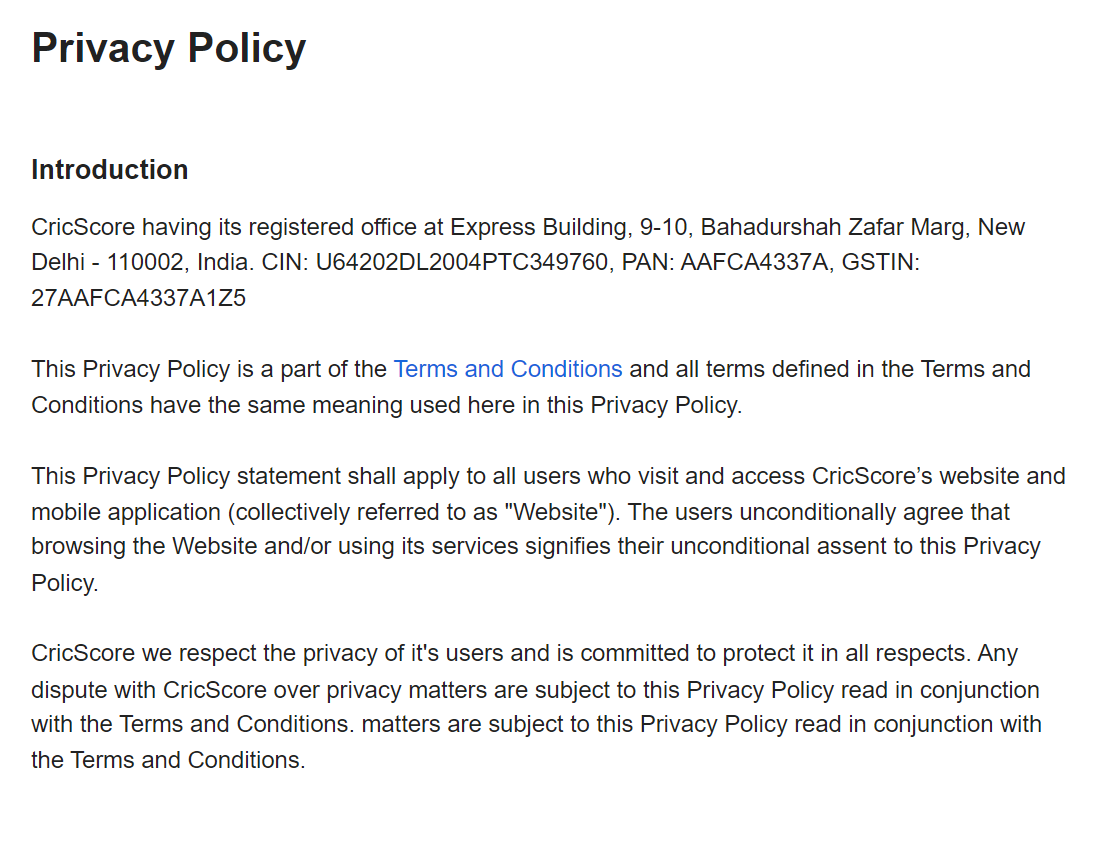 Privacy Policy
Introduction
CricScore having its registered office at Express Building, 9-10, Bahadurshah Zafar Marg, New
Delhi - 110002, India. CIN: U64202DL2004PTC349760, PAN: AAFCA4337A, GSTIN:
27AAFCA4337A1Z5
This Privacy Policy is a part of the Terms and Conditions and all terms defined in the Terms and
Conditions have the same meaning used here in this Privacy Policy.
This Privacy Policy statement shall apply to all users who visit and access CricScore’s website and
mobile application (collectively referred to as "Website"). The users unconditionally agree that
browsing the Website and/or using its services signifies their unconditional assent to this Privacy
Policy.
CricScore we respect the privacy of it's users and is committed to protect it in all respects. Any
dispute with CricScore over privacy matters are subject to this Privacy Policy read in conjunction
with the Terms and Conditions. matters are subject to this Privacy Policy read in conjunction with
the Terms and Conditions.